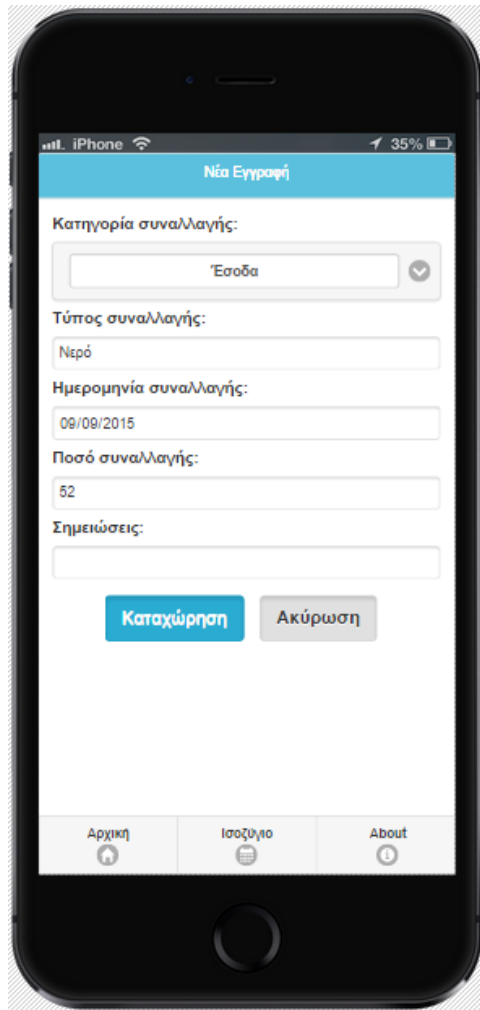 iPhone 35%
Νέα Εγγραφή
Κατηγορία συναλλαγής:
Έσοδα
Τύπος συναλλαγής:
Νερό
Ημερομηνία συναλλαγής:
09/09/2015
Ποσό συναλλαγής:
52
Σημειώσεις:
Καταχώρηση Ακύρωση
Αρχική Ισοζύγιο About